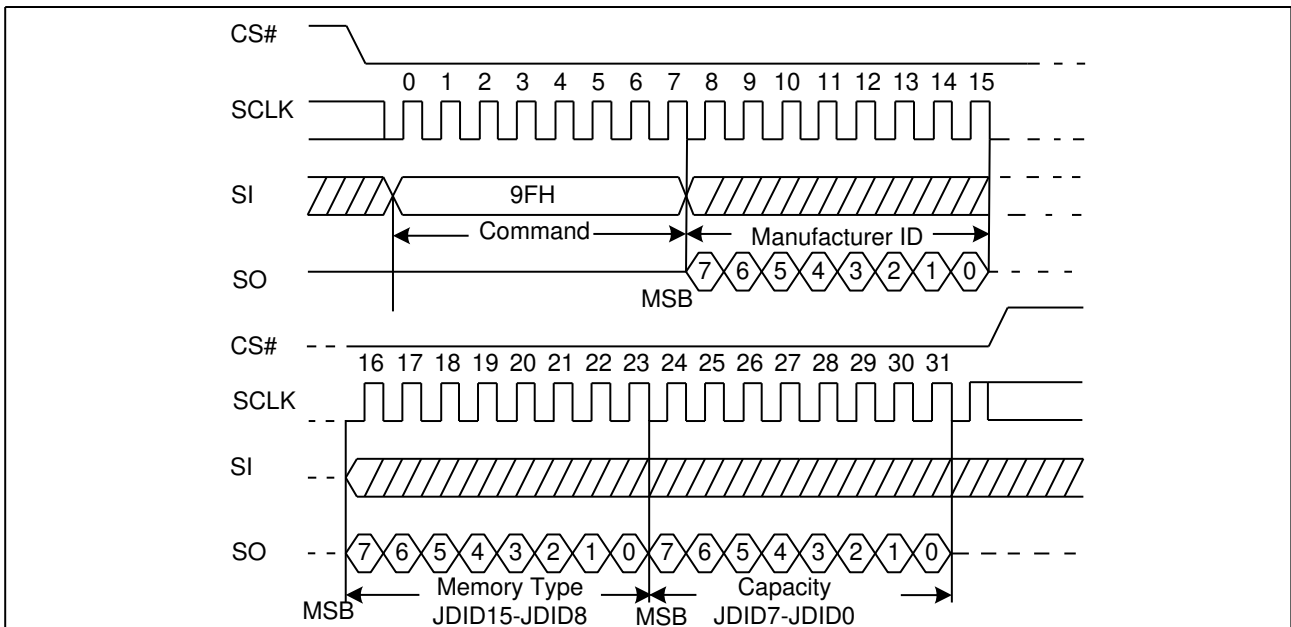 CS#
0 1 2 3 4 5 6 7 8 9 10 11 12 13 14 15
SCLK
SI
9FH
Command
Manufacturer ID
SO
7 6 5 4 3 2 1 0
MSB
CS#
16 17 18 19 20 21 22 23 24 25 26 27 28 29 30 31
SCLK
SI
SO
7 6 5 4 3 2 1 0 7 6 5 4 3 2 1 0
Memory Type Capacity
MSB JDID15-JDID8 MSB JDID7-JDID0